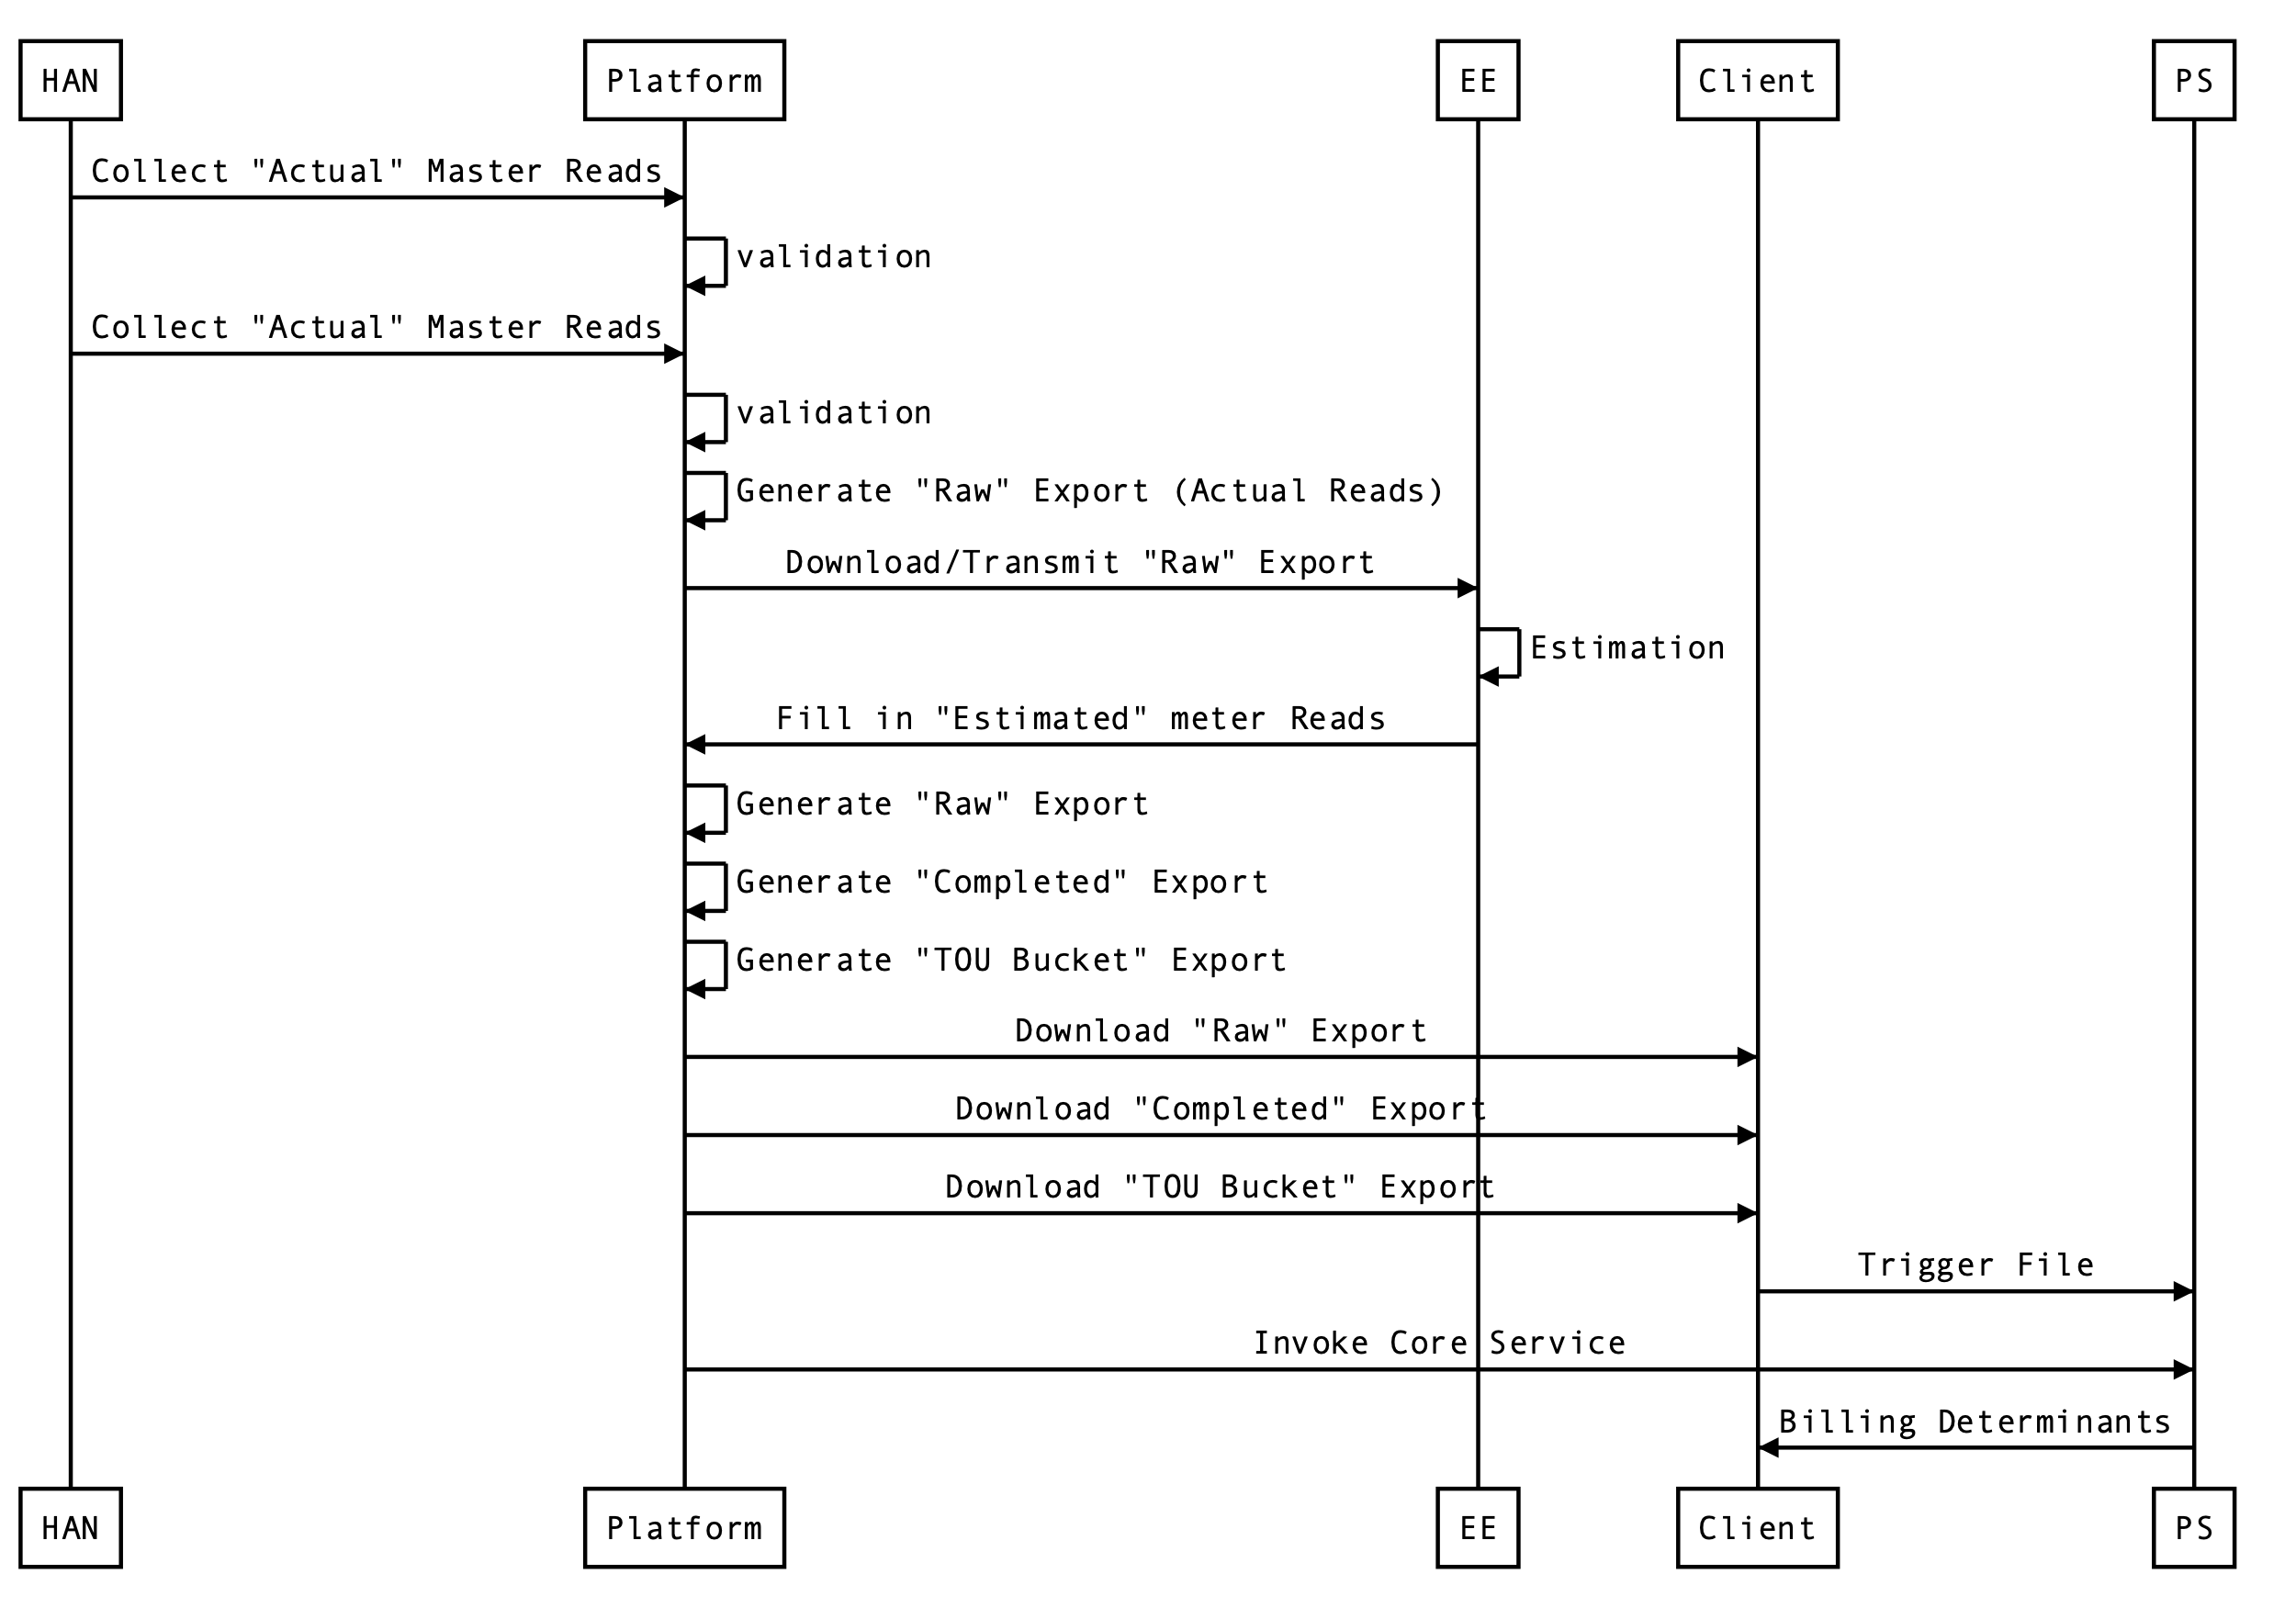 HAN Platform EE Client PS
Collect "Actual" Master Reads
validation
Collect "Actual" Master Reads
validation
Generate "Raw" Export (Actual Reads)
Download/Transmit "Raw" Export
Estimation
Fill in "Estimated" meter Reads
Generate "Raw" Export
Generate "Completed" Export
Generate "TOU Bucket" Export
Download "Raw" Export
Download "Completed" Export
Download "TOU Bucket" Export
Trigger File
Invoke Core Service
Billing Determinants
HAN Platform EE Client PS